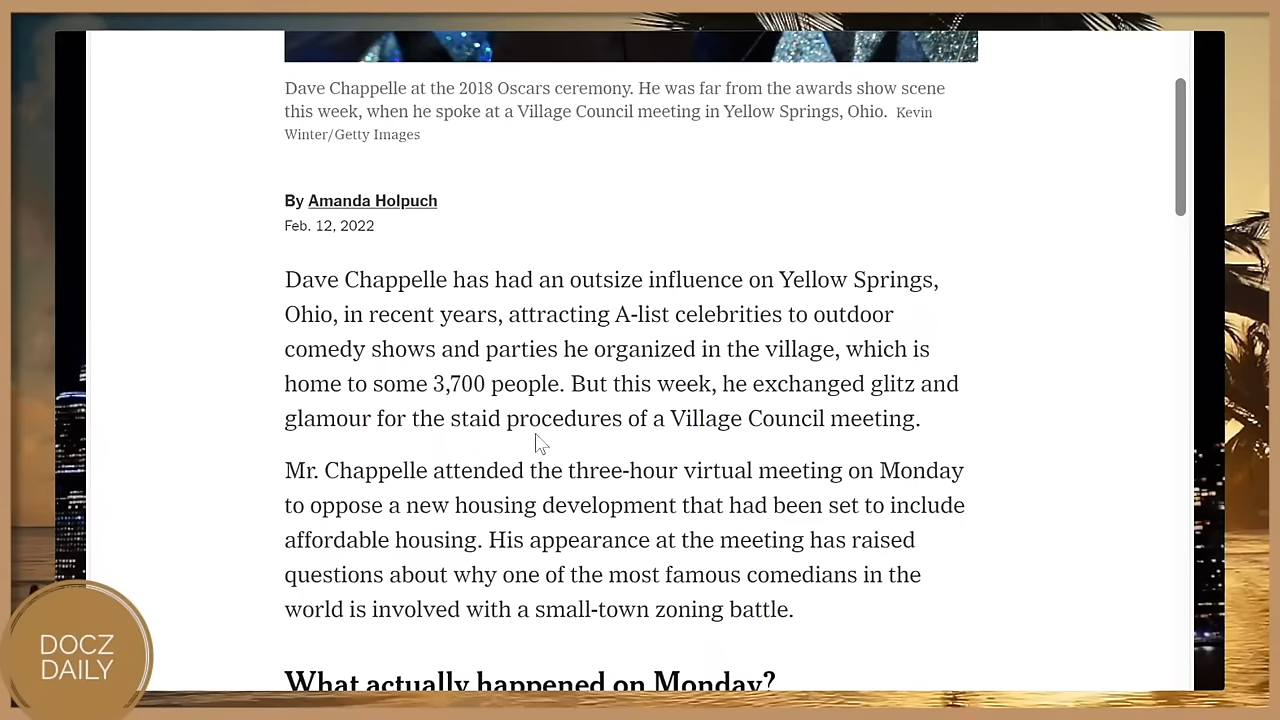 Dave Chappelle at the 2018 Oscars ceremony. He was far from the awards show scene
this week, when he spoke at a Village Council meeting in Yellow Springs, Ohio. Kevin
Winter/Getty Images
By Amanda Holpuch
Feb. 12, 2022
Dave Chappelle has had an outsize influence on Yellow Springs,
Ohio, in recent years, attracting A-list celebrities to outdoor
comedy shows and parties he organized in the village, which is
home to some 3,700 people. But this week, he exchanged glitz and
glamour for the staid procedures of a Village Council meeting.
Mr. Chappelle attended the three-hour virtual meeting on Monday
to oppose a new housing development that had been set to include
affordable housing. His appearance at the meeting has raised
questions about why one of the most famous comedians in the
world is involved with a small-town zoning battle.
What actually happened on Monday?
DOCZ
DAILY